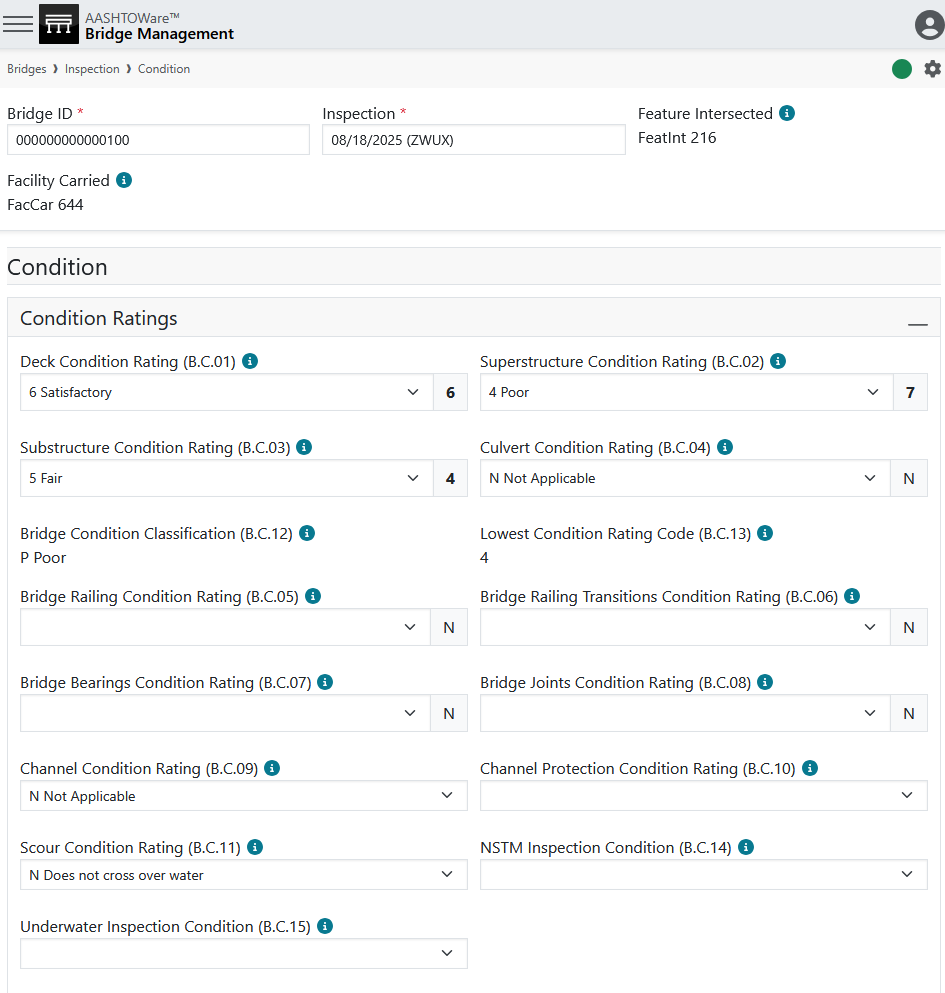 AASHTOWare™
Bridge Management
Bridges ❯ Inspection ❯ Condition
Bridge ID *
000000000000100
Inspection *
08/18/2025 (ZWUX)
Feature Intersected
FeatInt 216
Facility Carried
FacCar 644
Condition
Condition Ratings
Deck Condition Rating (B.C.01)
6 Satisfactory 6
Superstructure Condition Rating (B.C.02)
4 Poor 7
Substructure Condition Rating (B.C.03)
5 Fair 4
Culvert Condition Rating (B.C.04)
N Not Applicable N
Bridge Condition Classification (B.C.12)
P Poor
Lowest Condition Rating Code (B.C.13)
4
Bridge Railing Condition Rating (B.C.05)
N
Bridge Railing Transitions Condition Rating (B.C.06)
N
Bridge Bearings Condition Rating (B.C.07)
N
Bridge Joints Condition Rating (B.C.08)
N
Channel Condition Rating (B.C.09)
N Not Applicable
Channel Protection Condition Rating (B.C.10)
Scour Condition Rating (B.C.11)
N Does not cross over water
NSTM Inspection Condition (B.C.14)
Underwater Inspection Condition (B.C.15)